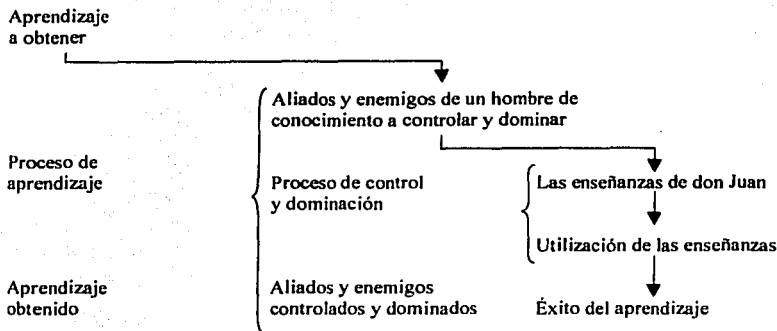 Aprendizaje
a obtener
Aliados y enemigos de un hombre de
conocimiento a controlar y dominar
Proceso de
aprendizaje
Proceso de control
y dominación
Las enseñanzas de don Juan
Utilización de las enseñanzas
Aprendizaje
obtenido
Aliados y enemigos
controlados y dominados
Éxito del aprendizaje